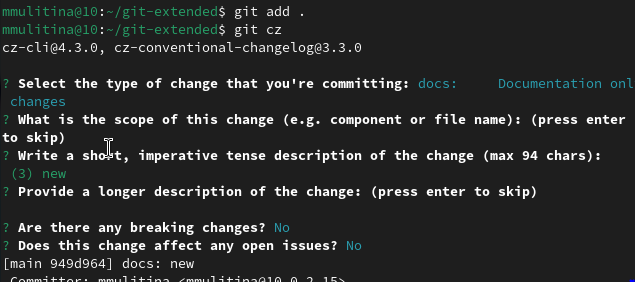 mmulitina@10:~/git-extended$ git add .
mmulitina@10:~/git-extended$ git cz
cz-cli@4.3.0, cz-conventional-changelog@3.3.0
? Select the type of change that you're committing: docs:     Documentation onl
 changes
? What is the scope of this change (e.g. component or file name): (press enter
to skip)
? Write a short, imperative tense description of the change (max 94 chars):
 (3) new
? Provide a longer description of the change: (press enter to skip)
? Are there any breaking changes? No
? Does this change affect any open issues? No
[main 949d964] docs: new
 Committer: mmulitina <mmulitina@10.0.2.15>